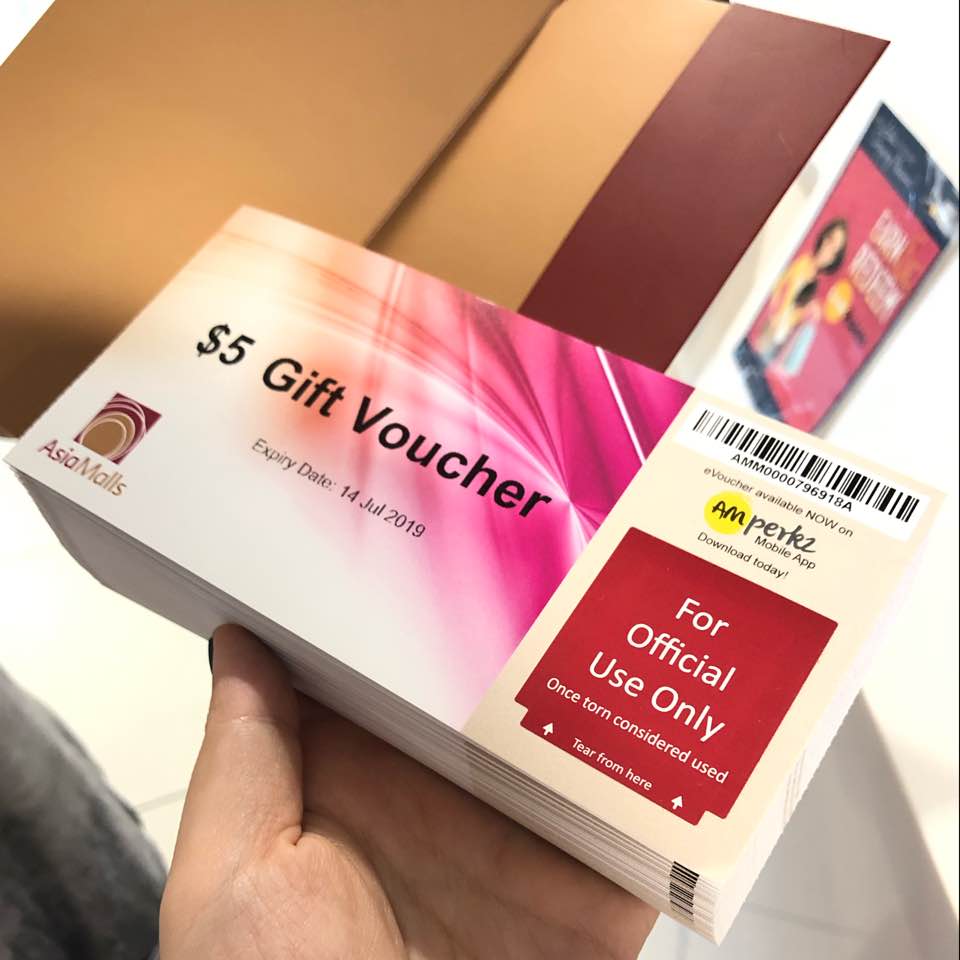 $5 Gift Voucher
Expiry Date: 14 Jul 2019
AsiaMalls
AMM0000796918A
eVoucher available NOW on
AMperkz
Mobile App
Download today!
For
Official
Use Only
Once torn considered used
Tear from here
EARN